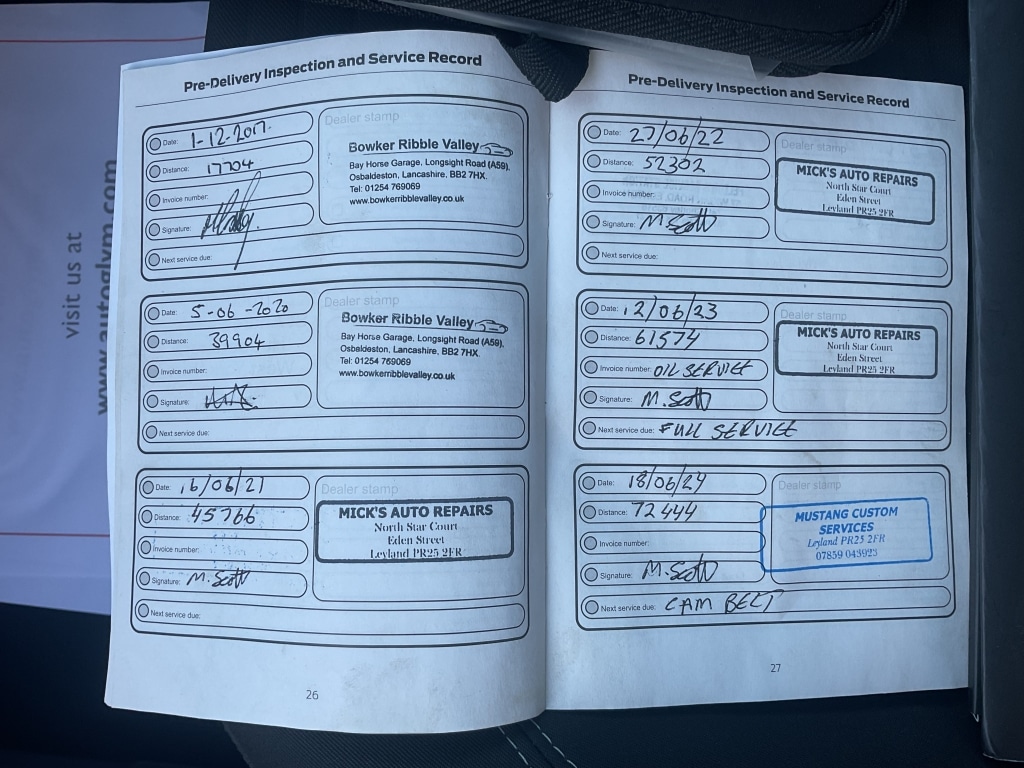 visit us at
www.autoglym.com
Pre-Delivery Inspection and Service Record
Date: 1-12-2017.
Distance: 17704
Invoice number:
Signature:
Next service due:
Dealer stamp
Bowker Ribble Valley
Bay Horse Garage, Longsight Road (A59),
Osbaldeston, Lancashire. BB2 7HX.
Tel: 01254 769069
www.bowkerribblevalley.co.uk
Date: 5-06-2020
Distance: 39904
Invoice number:
Signature:
Next service due:
Dealer stamp
Bowker Ribble Valley
Bay Horse Garage, Longsight Road (A59),
Osbaldeston, Lancashire. BB2 7HX.
Tel: 01254 769069
www.bowkerribblevalley.co.uk
Date: 16/06/21
Distance: 45766
Invoice number:
Signature: M. Scott
Next service due:
Dealer stamp
MICK'S AUTO REPAIRS
North Star Court
Eden Street
Leyland PR25 2FR
26
Pre-Delivery Inspection and Service Record
Date: 27/06/22
Distance: 52302
Invoice number:
Signature: M. Scott
Next service due:
Dealer stamp
MICK'S AUTO REPAIRS
North Star Court
Eden Street
Leyland PR25 2FR
Date: 12/06/23
Distance: 61574
Invoice number: OIL SERVICE
Signature: M. Scott
Next service due: FULL SERVICE
Dealer stamp
MICK'S AUTO REPAIRS
North Star Court
Eden Street
Leyland PR25 2FR
Date: 18/06/24
Distance: 72444
Invoice number:
Signature: M. Scott
Next service due: CAM BELT
Dealer stamp
MUSTANG CUSTOM
SERVICES
Leyland PR25 2FR
07859 043923
27